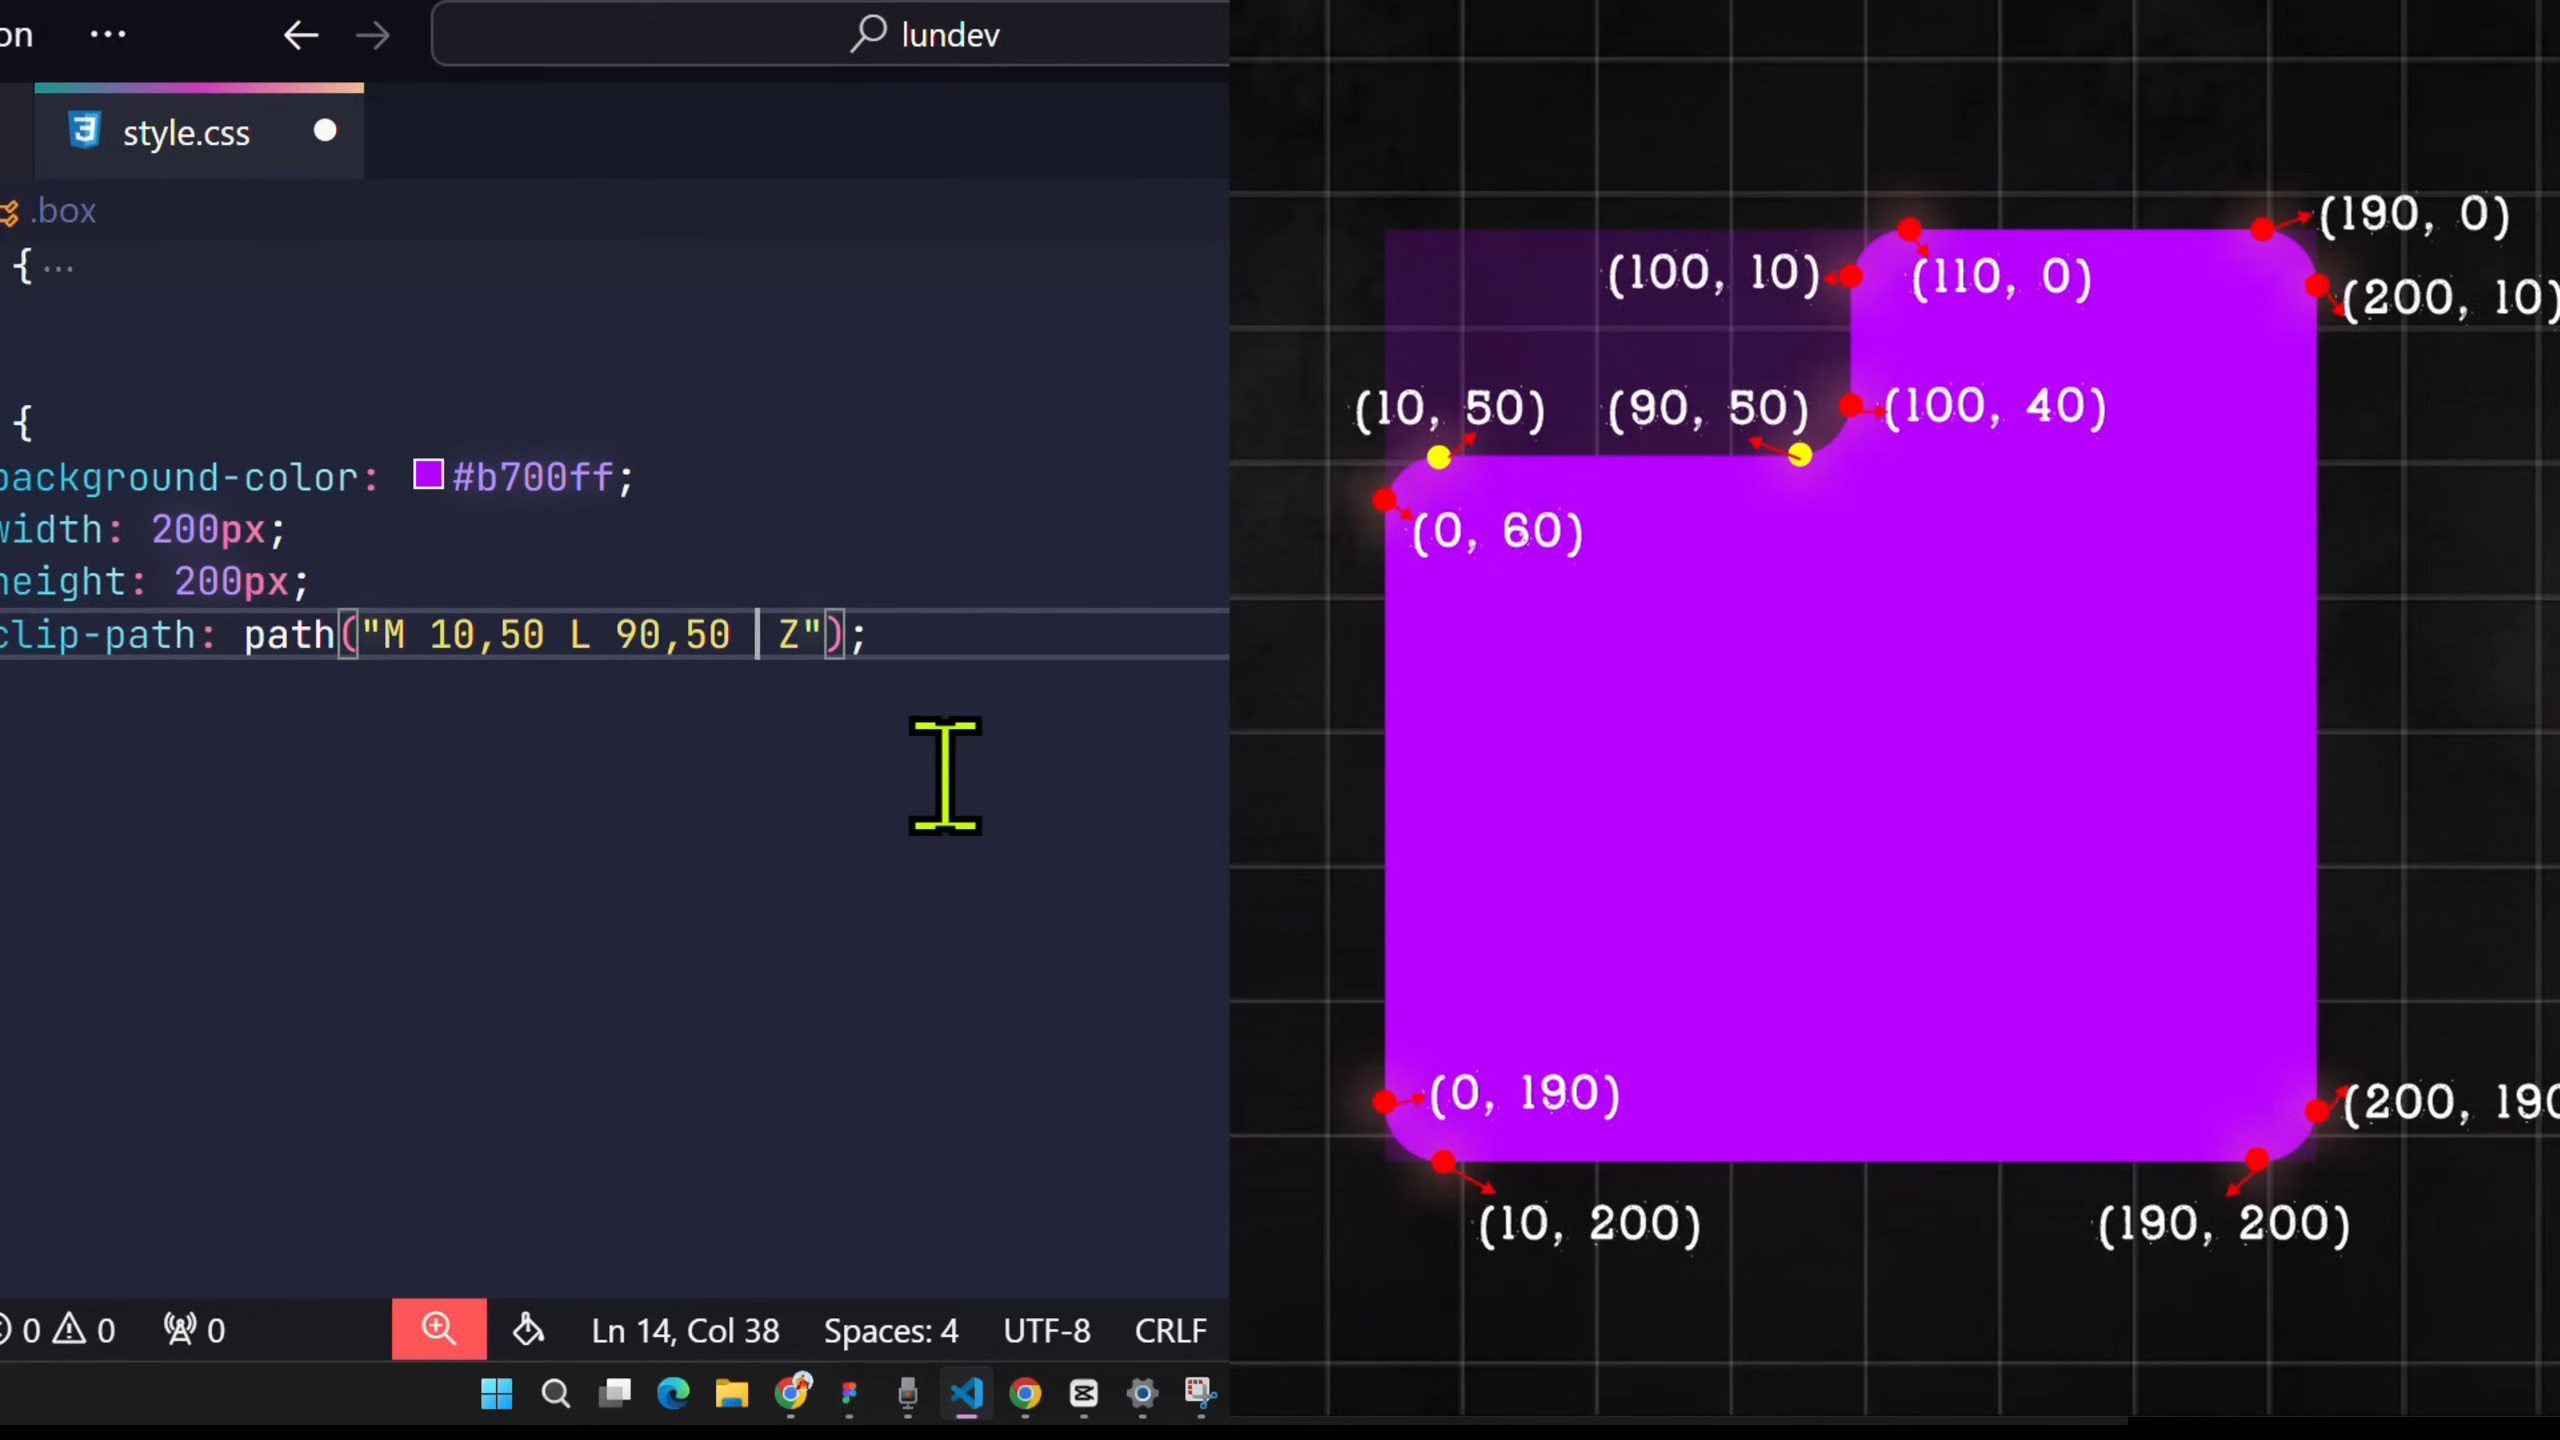 on ··· lundev
style.css
.box
{ ···
{
background-color: #b700ff;
width: 200px;
height: 200px;
clip-path: path("M 10,50 L 90,50 Z");
0 0 0 Ln 14, Col 38 Spaces: 4 UTF-8 CRLF
(190, 0)
(100, 10) (110, 0)
(200, 10)
(10, 50) (90, 50) (100, 40)
(0, 60)
(0, 190) (200, 190
(10, 200) (190, 200)